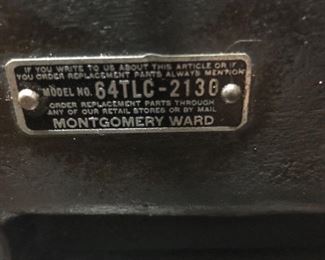 IF YOU WRITE TO US ABOUT THIS ARTICLE OR IF
YOU ORDER REPLACEMENT PARTS ALWAYS MENTION
MODEL NO. 64TLC-2130
ORDER REPLACEMENT PARTS THROUGH
ANY OF OUR RETAIL STORES OR BY MAIL
MONTGOMERY WARD